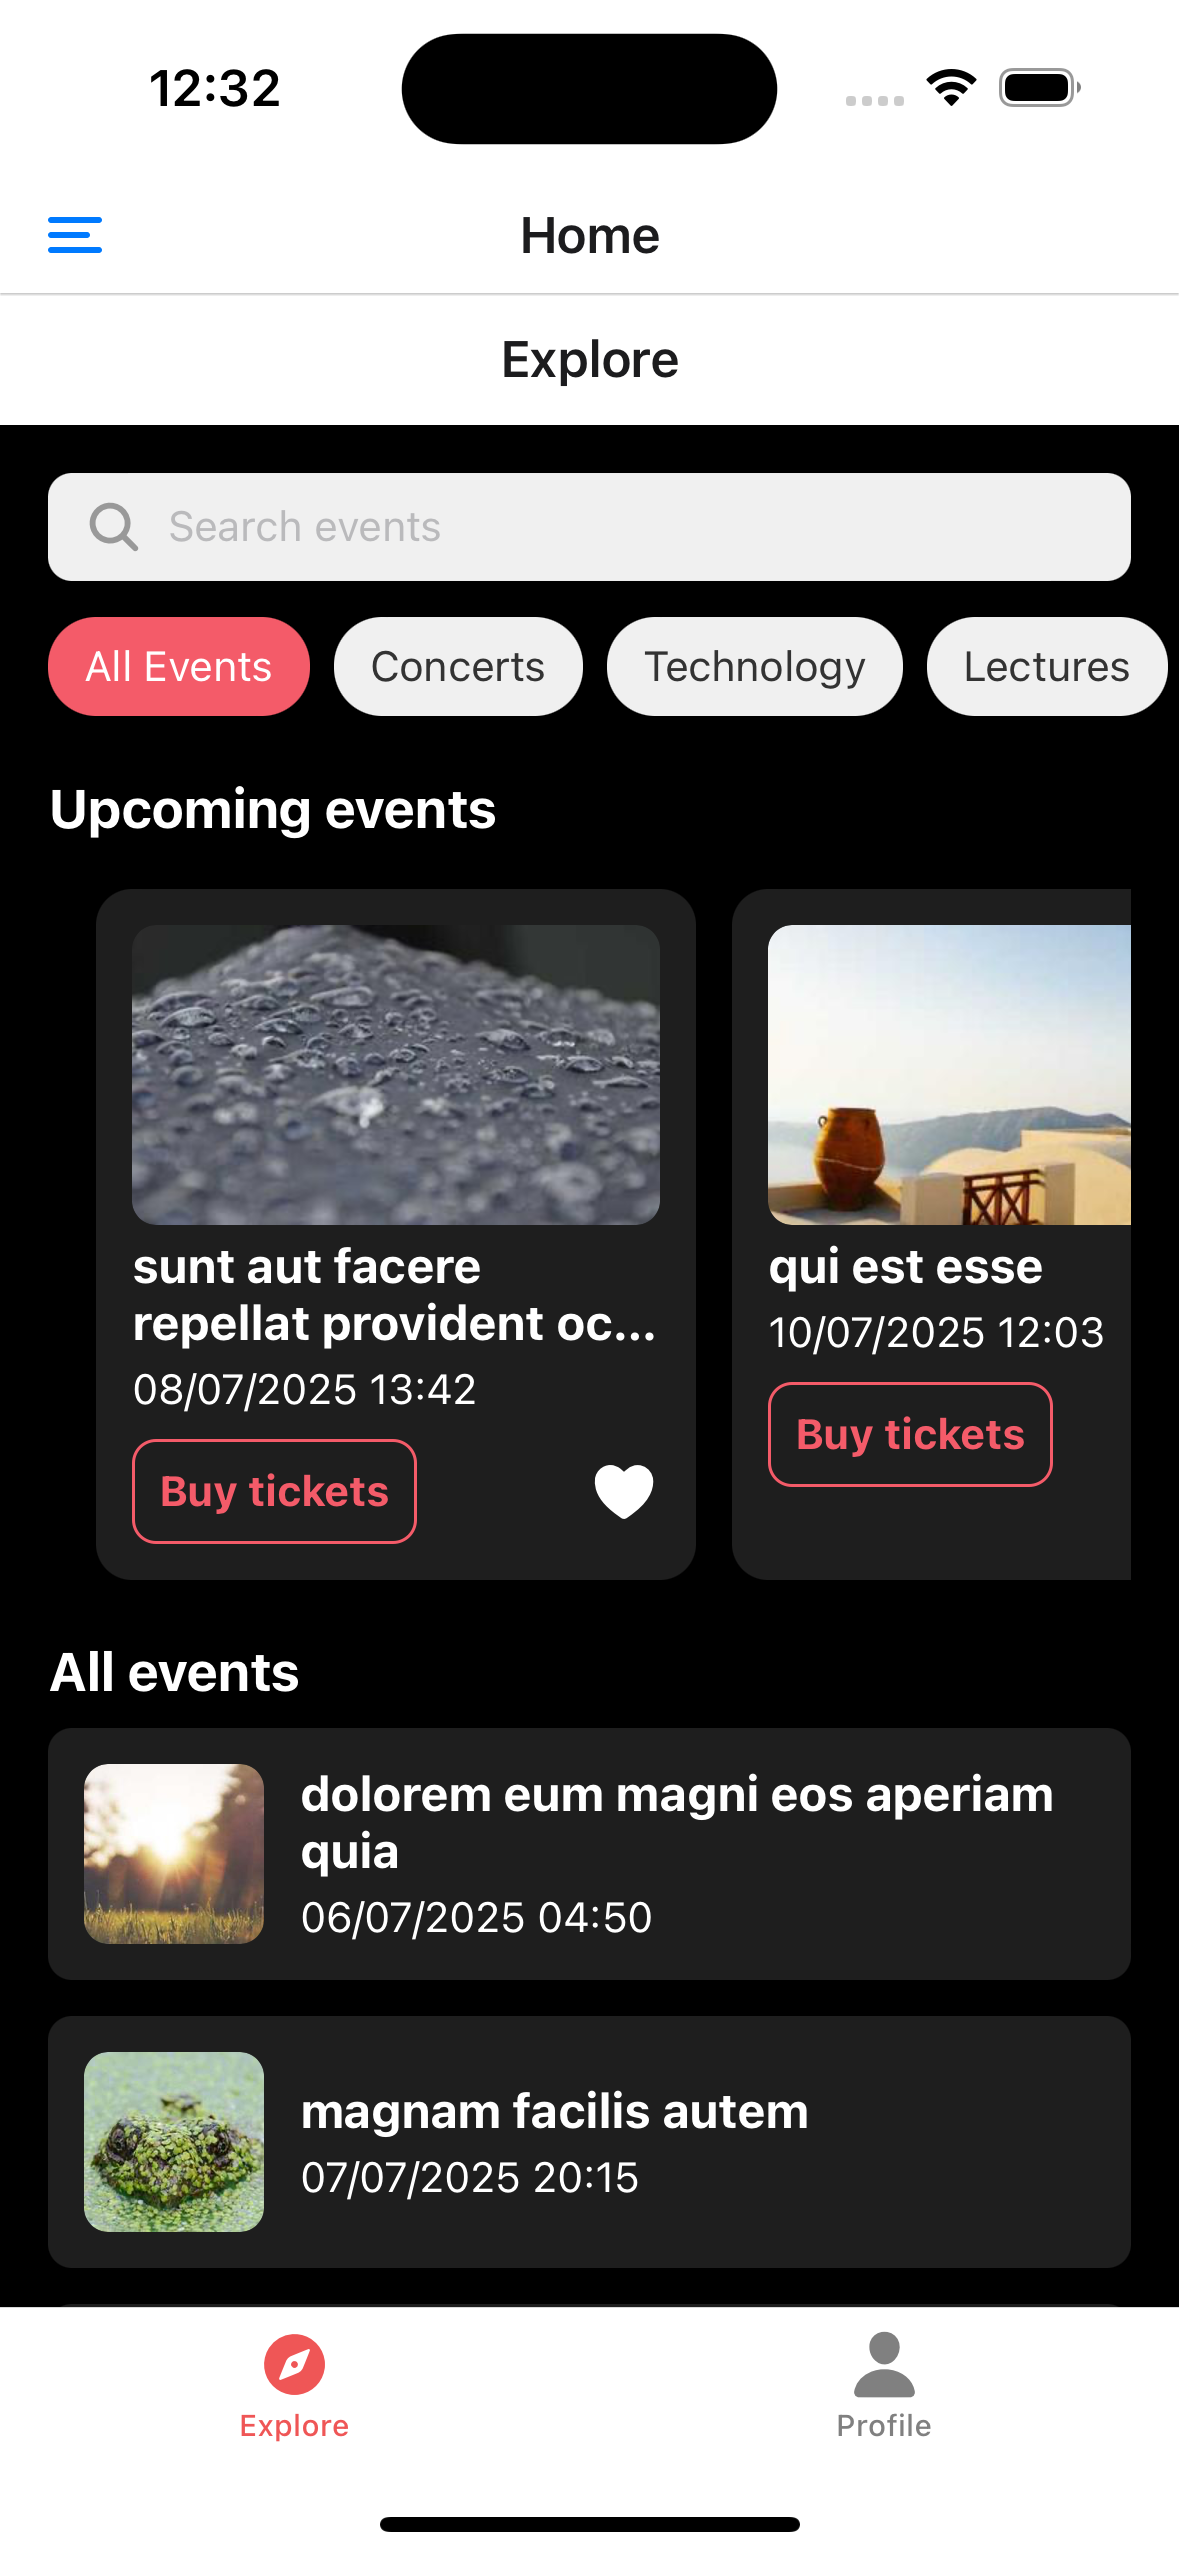 12:32
Home
Explore
Search events
All Events
Concerts
Technology
Lectures
Upcoming events
sunt aut facere
repellat provident oc...
08/07/2025 13:42
Buy tickets
qui est esse
10/07/2025 12:03
Buy tickets
All events
dolorem eum magni eos aperiam
quia
06/07/2025 04:50
magnam facilis autem
07/07/2025 20:15
Explore
Profile